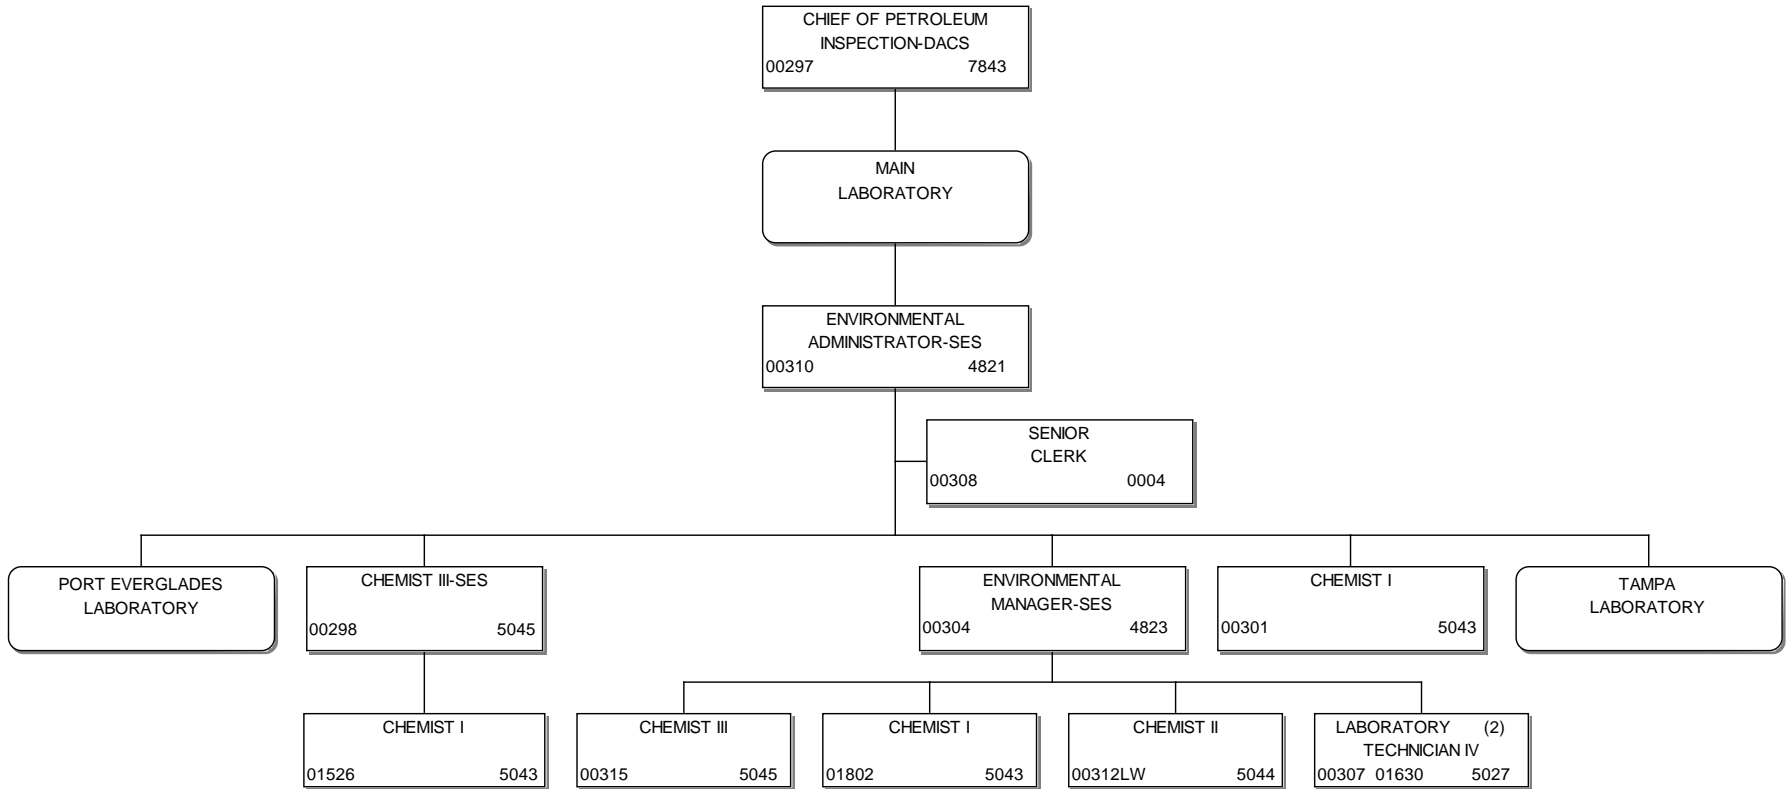 CHIEF OF PETROLEUM
INSPECTION-DACS
00297 7843
MAIN
LABORATORY
ENVIRONMENTAL
ADMINISTRATOR-SES
00310 4821
SENIOR
CLERK
00308 0004
PORT EVERGLADES
LABORATORY
CHEMIST III-SES
00298 5045
ENVIRONMENTAL
MANAGER-SES
00304 4823
CHEMIST I
00301 5043
TAMPA
LABORATORY
CHEMIST I
01526 5043
CHEMIST III
00315 5045
CHEMIST I
01802 5043
CHEMIST II
00312LW 5044
LABORATORY (2)
TECHNICIAN IV
00307 01630 5027